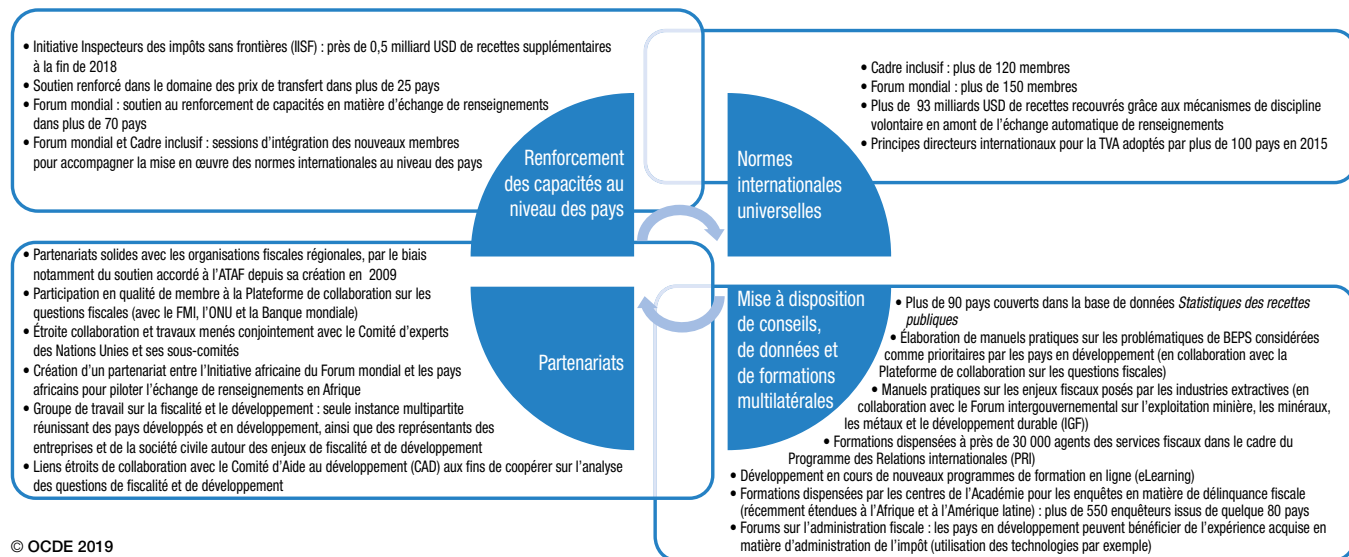 • Initiative Inspecteurs des impôts sans frontières (IISF) : près de 0,5 milliard USD de recettes supplémentaires
à la fin de 2018
• Soutien renforcé dans le domaine des prix de transfert dans plus de 25 pays
• Forum mondial : soutien au renforcement de capacités en matière d'échange de renseignements
dans plus de 70 pays
• Forum mondial et Cadre inclusif : sessions d'intégration des nouveaux membres
pour accompagner la mise en œuvre des normes internationales au niveau des pays
Renforcement
des capacités au
niveau des pays
• Cadre inclusif : plus de 120 membres
• Forum mondial : plus de 150 membres
• Plus de 93 milliards USD de recettes recouvrés grâce aux mécanismes de discipline
volontaire en amont de l'échange automatique de renseignements
• Principes directeurs internationaux pour la TVA adoptés par plus de 100 pays en 2015
Normes
internationales
universelles
• Partenariats solides avec les organisations fiscales régionales, par le biais
notamment du soutien accordé à l'ATAF depuis sa création en 2009
• Participation en qualité de membre à la Plateforme de collaboration sur les
questions fiscales (avec le FMI, l'ONU et la Banque mondiale)
• Étroite collaboration et travaux menés conjointement avec le Comité d'experts
des Nations Unies et ses sous-comités
• Création d'un partenariat entre l'Initiative africaine du Forum mondial et les pays
africains pour piloter l'échange de renseignements en Afrique
• Groupe de travail sur la fiscalité et le développement : seule instance multipartite
réunissant des pays développés et en développement, ainsi que des représentants des
entreprises et de la société civile autour des enjeux de fiscalité et de développement
• Liens étroits de collaboration avec le Comité d'Aide au développement (CAD) aux fins de coopérer sur l'analyse
des questions de fiscalité et de développement
Partenariats
Mise à disposition
de conseils,
de données et
de formations
multilatérales
• Plus de 90 pays couverts dans la base de données Statistiques des recettes
publiques
• Élaboration de manuels pratiques sur les problématiques de BEPS considérées
comme prioritaires par les pays en développement (en collaboration avec la
Plateforme de collaboration sur les questions fiscales)
• Manuels pratiques sur les enjeux fiscaux posés par les industries extractives (en
collaboration avec le Forum intergouvernemental sur l'exploitation minière, les minéraux,
les métaux et le développement durable (IGF))
• Formations dispensées à près de 30 000 agents des services fiscaux dans le cadre du
Programme des Relations internationales (PRI)
• Développement en cours de nouveaux programmes de formation en ligne (eLearning)
• Formations dispensées par les centres de l'Académie pour les enquêtes en matière de délinquance fiscale
(récemment étendues à l'Afrique et à l'Amérique latine) : plus de 550 enquêteurs issus de quelque 80 pays
• Forums sur l'administration fiscale : les pays en développement peuvent bénéficier de l'expérience acquise en
matière d'administration de l'impôt (utilisation des technologies par exemple)
© OCDE 2019